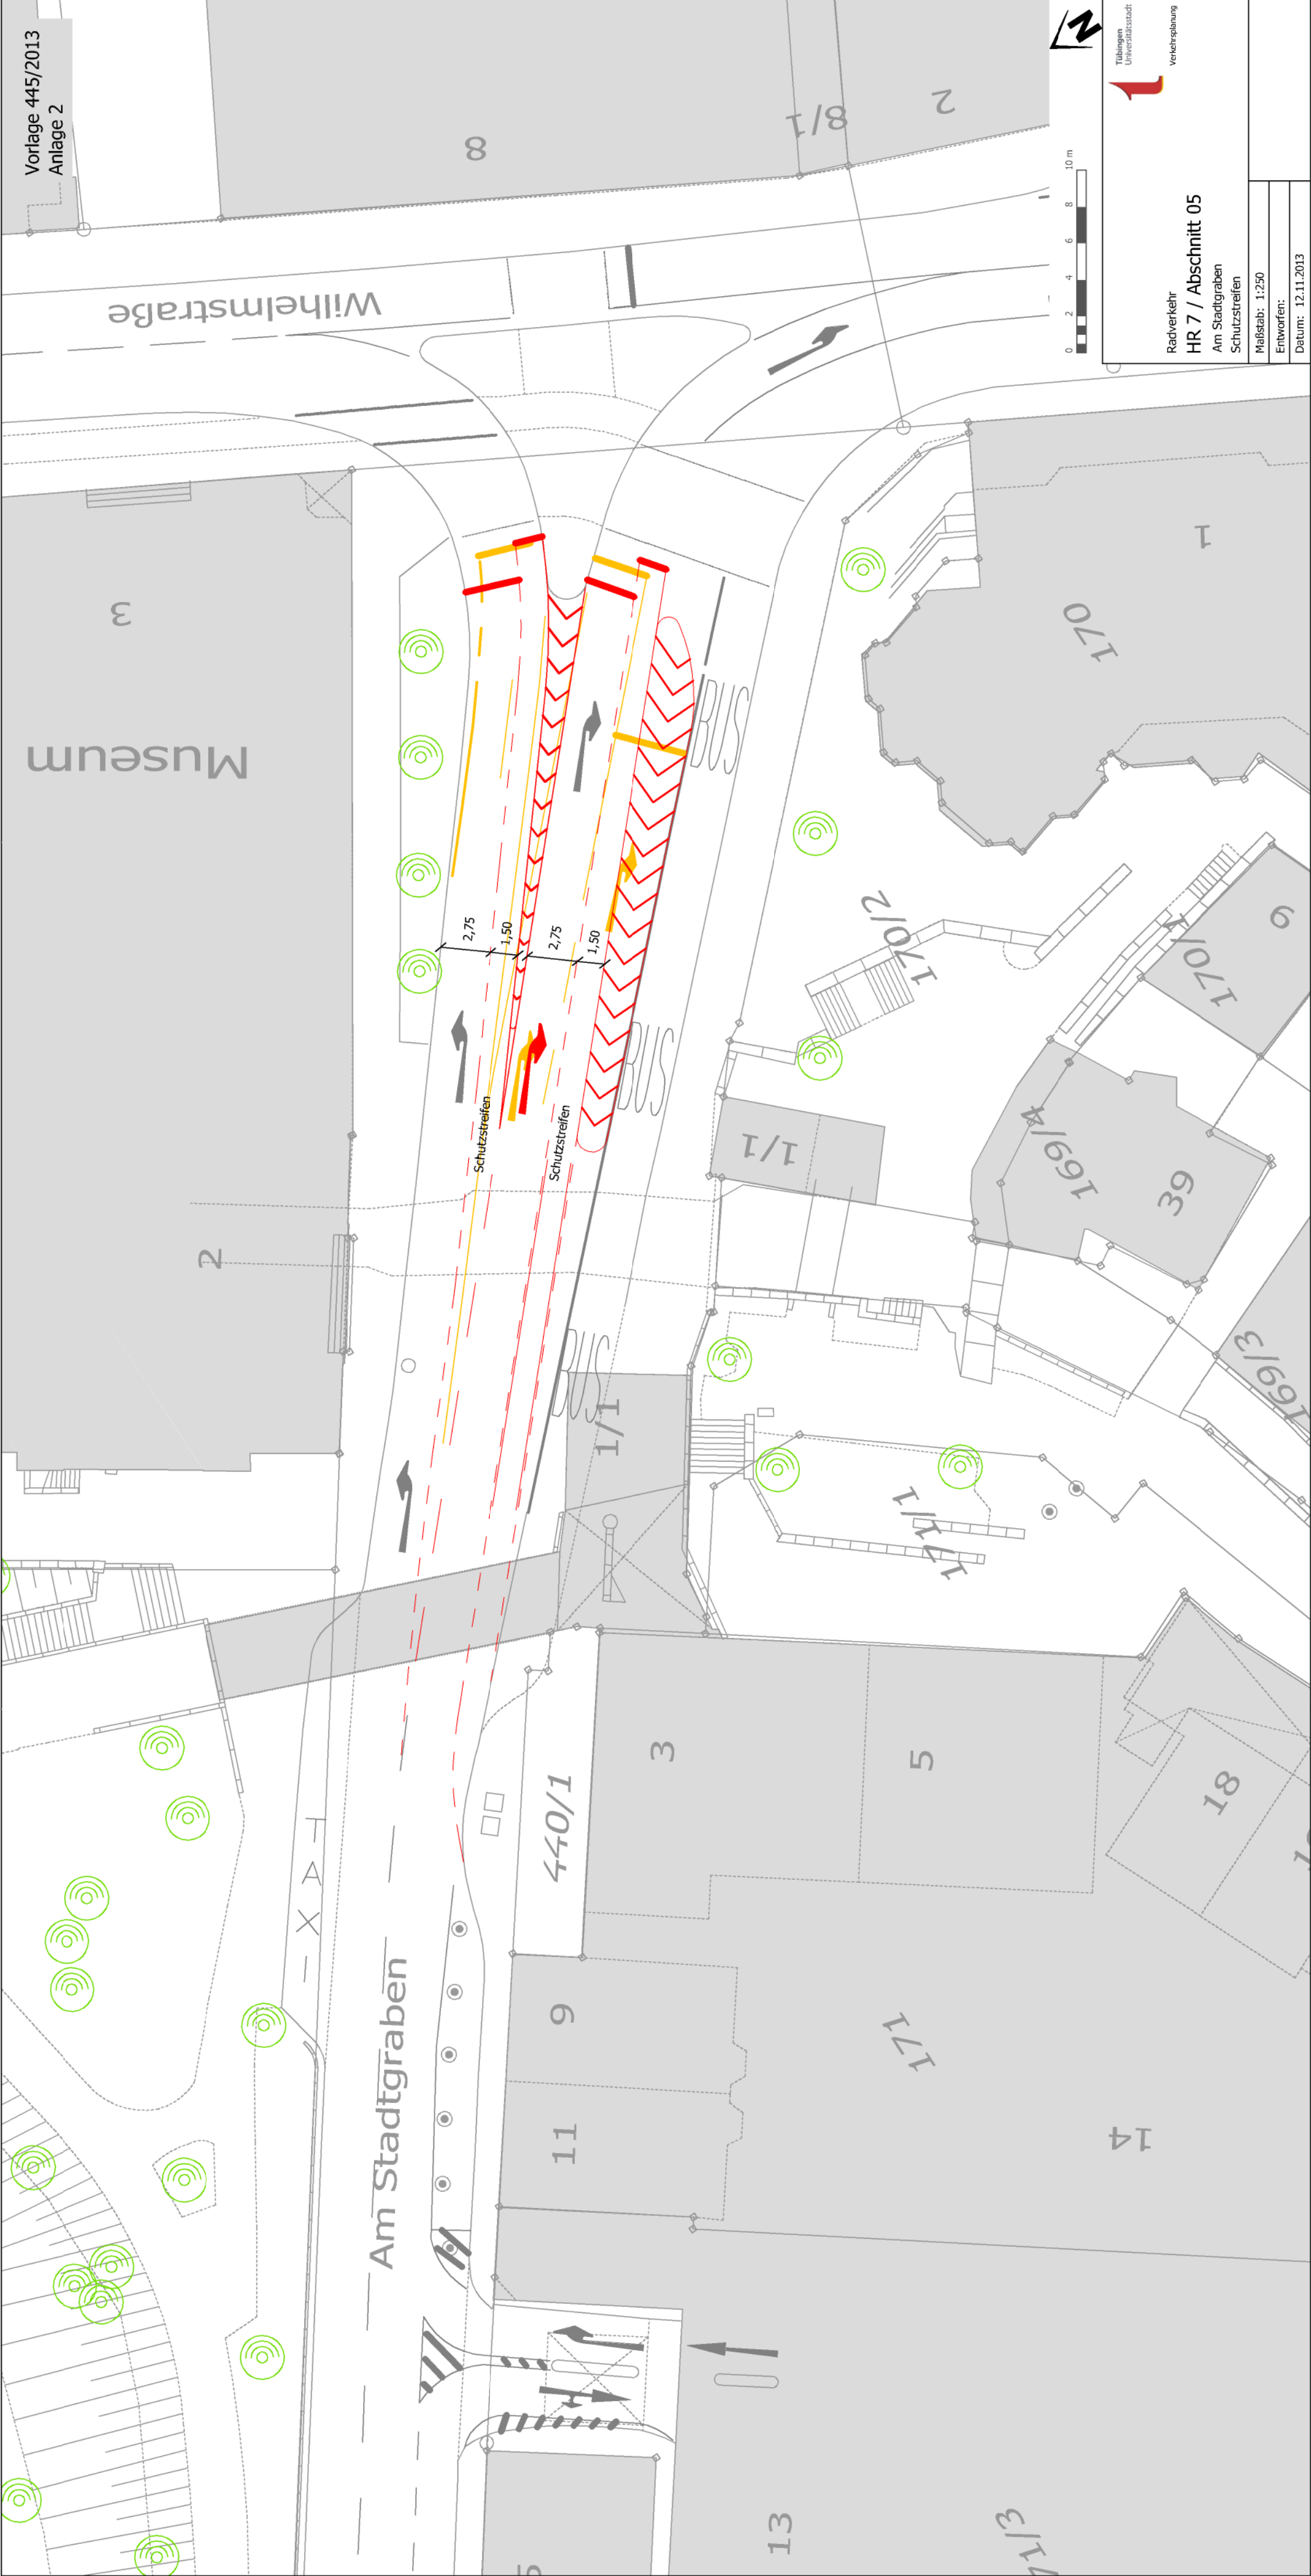 Vorlage 445/2013
Anlage 2
8
8/1
2
Wilhelmstraße
3
Museum
2
1
170
170/2
170/1
9
169/4
39
169/3
1/1
1/1
171/1
BUS
BUS
BUS
2,75
1,50
2,75
1,50
Schutzstreifen
Schutzstreifen
TAXI
Am Stadtgraben
440/1
3
5
18
9
11
171
14
13
0 2 4 6 8 10 m
N
Tübingen
Universitätsstadt
Verkehrsplanung
Radverkehr
HR 7 / Abschnitt 05
Am Stadtgraben
Schutzstreifen
Maßstab: 1:250
Entworfen:
Datum: 12.11.2013